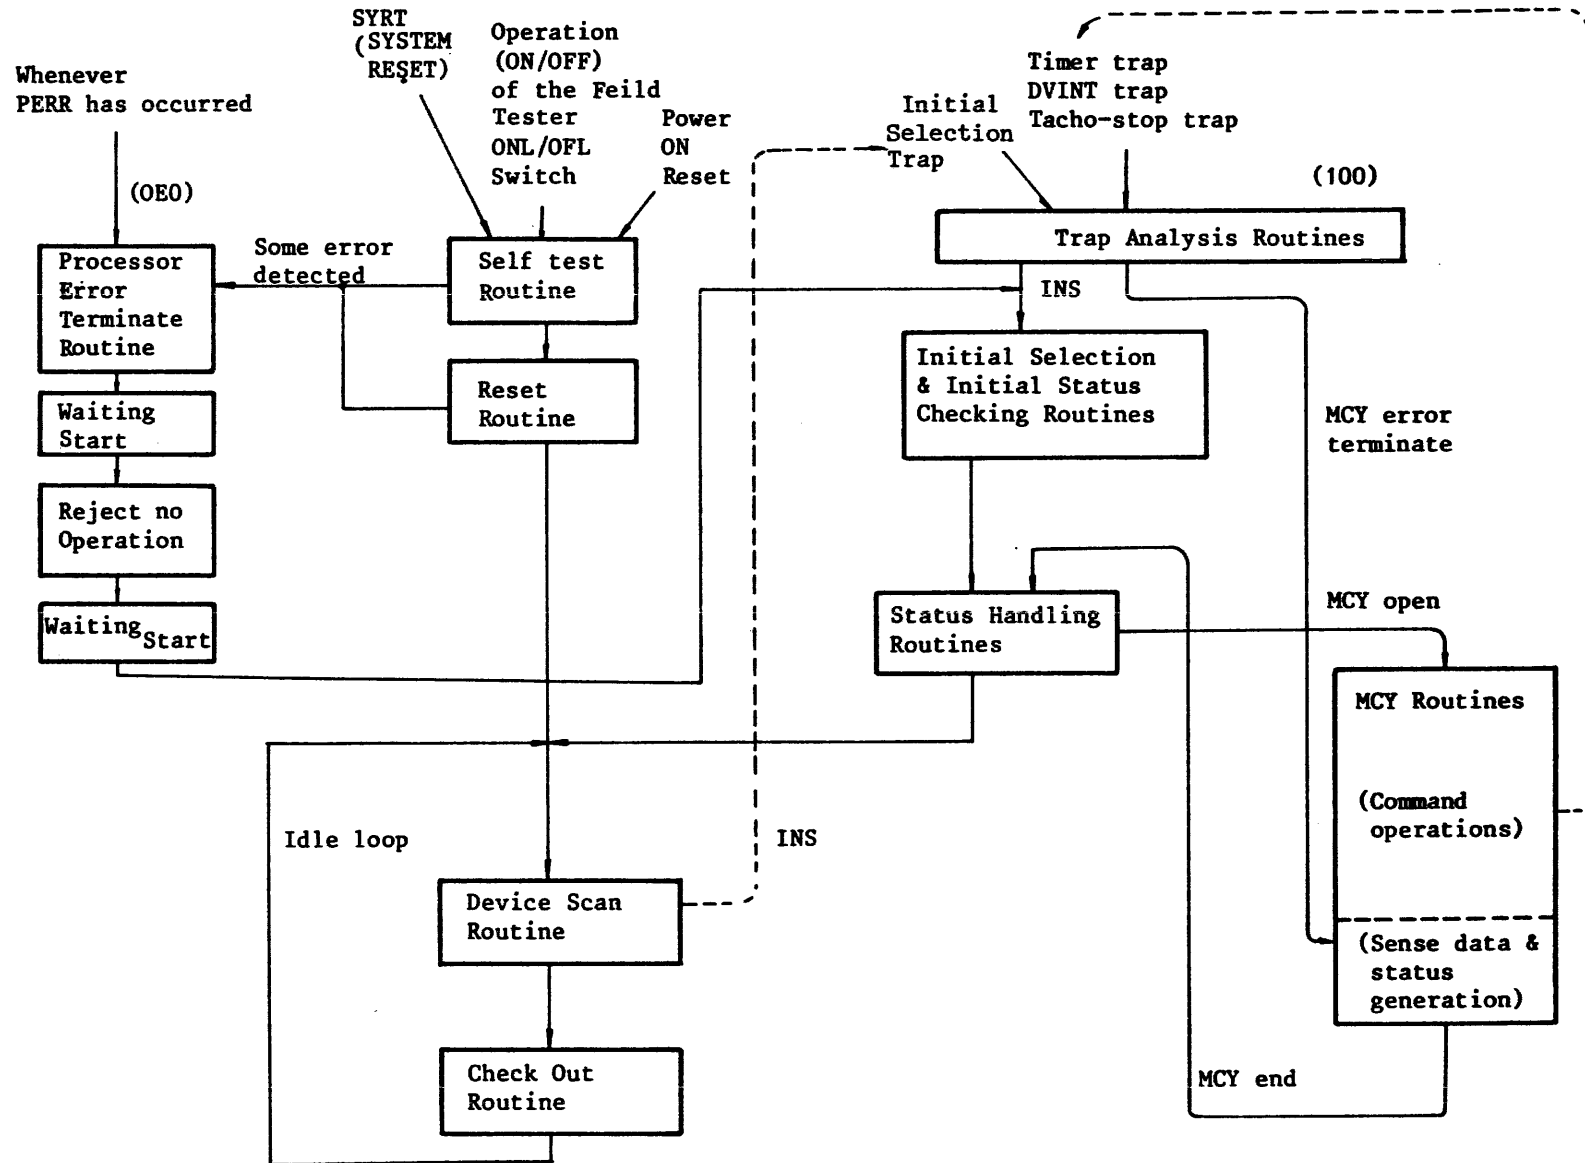 Whenever
PERR has occurred
(0E0)
SYRT
(SYSTEM
RESET)
Operation
(ON/OFF)
of the Feild
Tester
ONL/OFL
Switch
Power
ON
Reset
Initial
Selection
Trap
Timer trap
DVINT trap
Tacho-stop trap
(100)
Processor
Error
Terminate
Routine
Some error
detected
Self test
Routine
Trap Analysis Routines
INS
Waiting
Start
Reset
Routine
Initial Selection
& Initial Status
Checking Routines
MCY error
terminate
Reject no
Operation
Waiting Start
Status Handling
Routines
MCY open
MCY Routines
(Command
operations)
(Sense data &
status
generation)
Idle loop
INS
Device Scan
Routine
Check Out
Routine
MCY end